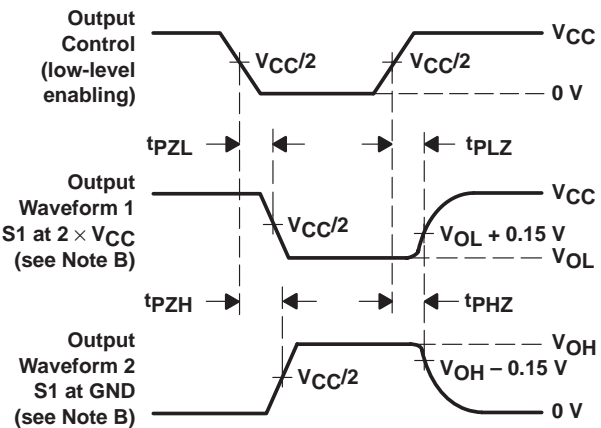 Output
Control
(low-level
enabling)
VCC/2
VCC/2
VCC
0 V
tPZL
tPLZ
Output
Waveform 1
S1 at 2 × VCC
(see Note B)
VCC/2
VCC
VOL + 0.15 V
VOL
tPZH
tPHZ
Output
Waveform 2
S1 at GND
(see Note B)
VCC/2
VOH
VOH − 0.15 V
0 V